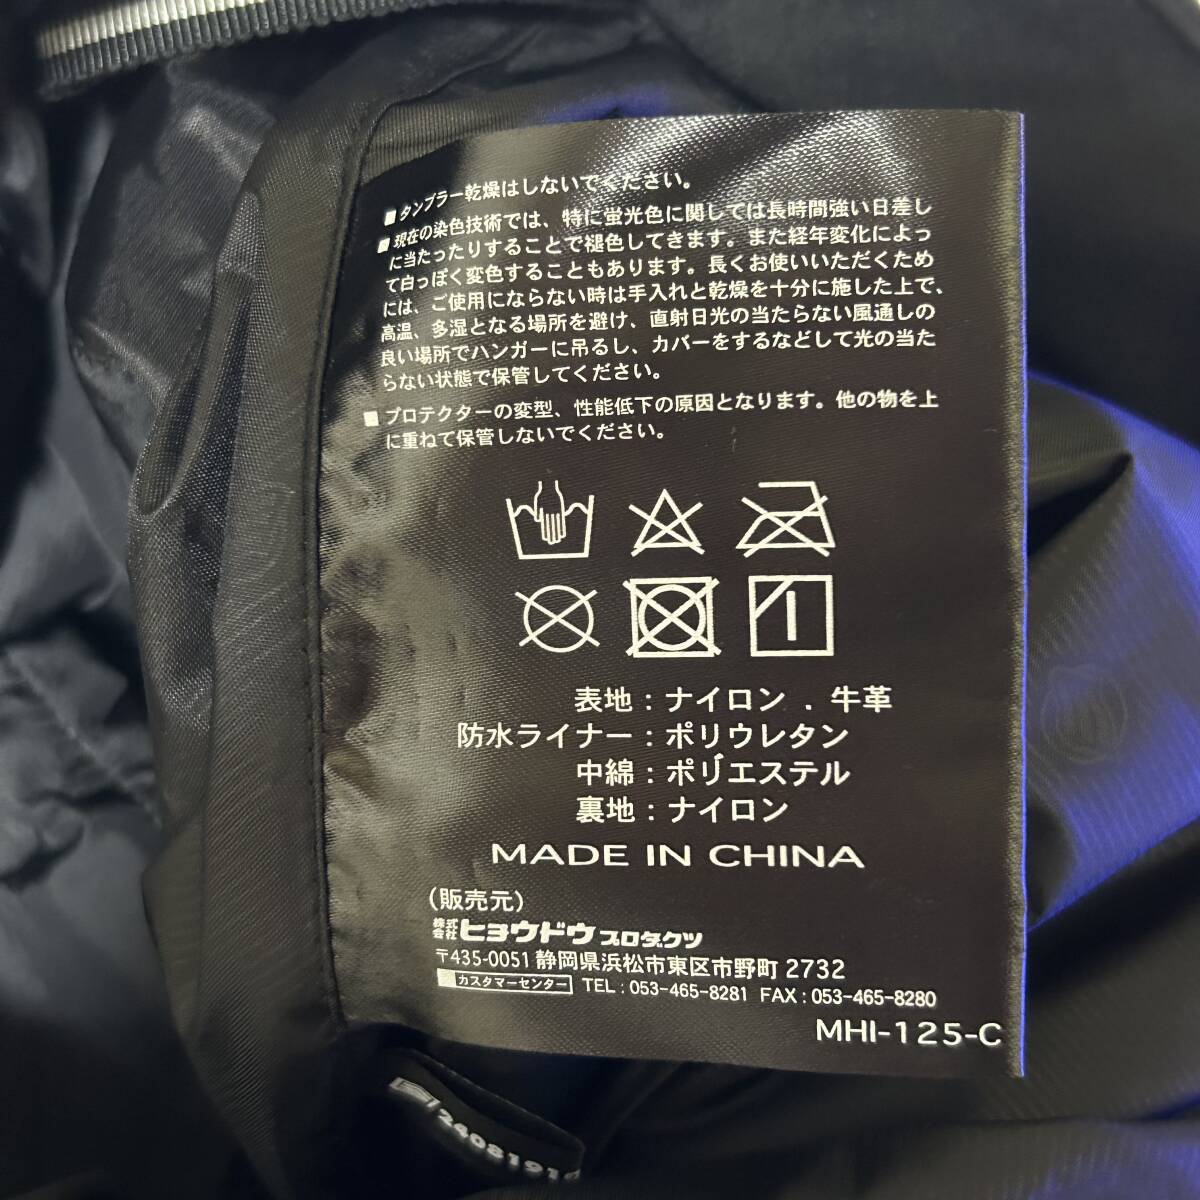 ■ タンブラー乾燥はしないでください。
■ 現在の染色技術では、特に蛍光色に関しては長時間強い日差し
に当たったりすることで褪色してきます。また経年変化によっ
て白っぽく変色することもあります。長くお使いいただくため
には、ご使用にならない時は手入れと乾燥を十分に施した上で、
高温、多湿となる場所を避け、直射日光の当たらない風通しの
良い場所でハンガーに吊るし、カバーをするなどして光の当た
らない状態で保管してください。
■ プロテクターの変型、性能低下の原因となります。他の物を上
に重ねて保管しないでください。
表地：ナイロン．牛革
防水ライナー：ポリウレタン
中綿：ポリエステル
裏地：ナイロン
MADE IN CHINA
（販売元）
株式会社ヒョウドウプロダクツ
〒435-0051 静岡県浜松市東区市野町 2732
カスタマーセンター TEL : 053-465-8281 FAX : 053-465-8280
MHI-125-C
2408191